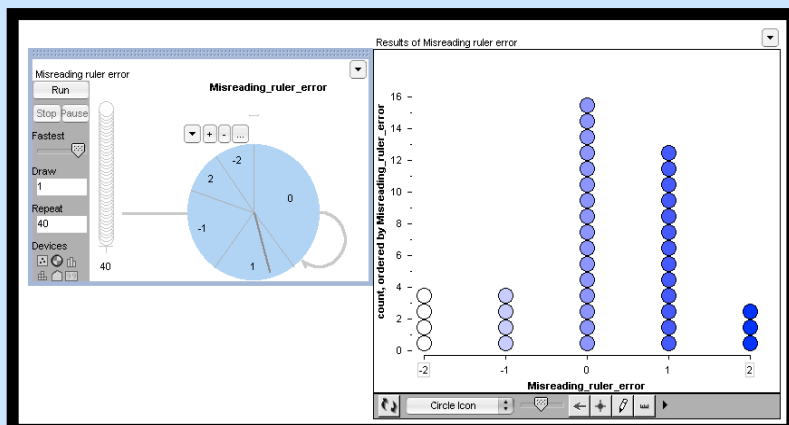 Results of Misreading ruler error
Misreading ruler error
Misreading_ruler_error
Run
Stop Pause
Fastest
Draw
1
Repeat
40
Devices
40
+ - ...
-2
2
0
-1
1
count, ordered by Misreading_ruler_error
16
14
12
10
8
6
4
2
0
-2 -1 0 1 2
Misreading_ruler_error
Circle Icon